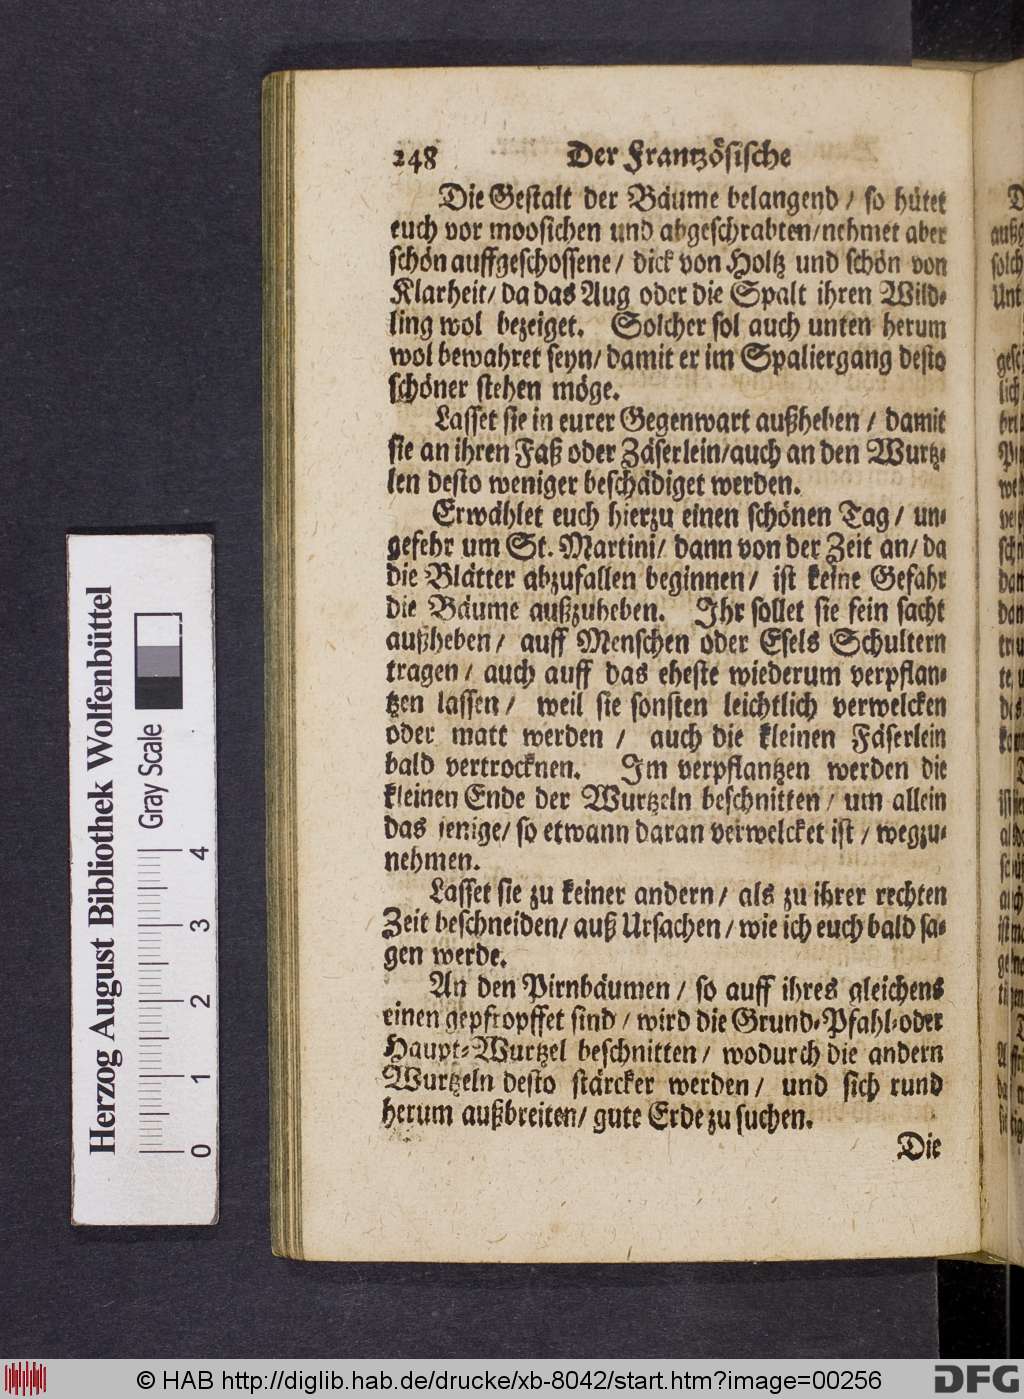 248 Der Frantzösische
Die Gestalt der Bäume belangend / so hütet
euch vor moosichen und abgeschrabten/nehmet aber
schön auffgeschossene / dick von Holtz und schön von
Klarheit/ da das Aug oder die Spalt ihren Wild-
ling wol bezeiget. Solcher sol auch unten herum
wol bewahret seyn/ damit er im Spaliergang desto
schöner stehen möge.
Lasset sie in eurer Gegenwart außheben / damit
sie an ihren Faß oder Zäserlein/auch an den Wurtz-
len desto weniger beschädiget werden.
Erwählet euch hierzu einen schönen Tag / un-
gefehr um St. Martini/ dann von der Zeit an/ da
die Blätter abzufallen beginnen / ist keine Gefahr
die Bäume außzuheben. Ihr sollet sie fein sacht
außheben / auff Menschen oder Esels Schultern
tragen / auch auff das eheste wiederum verpflan-
tzen lassen / weil sie sonsten leichtlich verwelcken
oder matt werden / auch die kleinen Fäserlein
bald vertrocknen. Im verpflantzen werden die
kleinen Ende der Wurtzeln beschnitten / um allein
das jenige/ so etwann daran verwelcket ist / wegzu-
nehmen.
Lasset sie zu keiner andern / als zu ihrer rechten
Zeit beschneiden/ auß Ursachen / wie ich euch bald sa-
gen werde.
An den Pirnbäumen / so auff ihres gleichens
einen gepfropffet sind / wird die Grund-Pfahl-oder
Haupt-Wurtzel beschnitten / wodurch die andern
Wurtzeln desto stärcker werden / und sich rund
herum außbreiten/ gute Erde zu suchen.
Die
Herzog August Bibliothek Wolfenbüttel
Gray Scale
0 1 2 3 4
© HAB http://diglib.hab.de/drucke/xb-8042/start.htm?image=00256
DFG